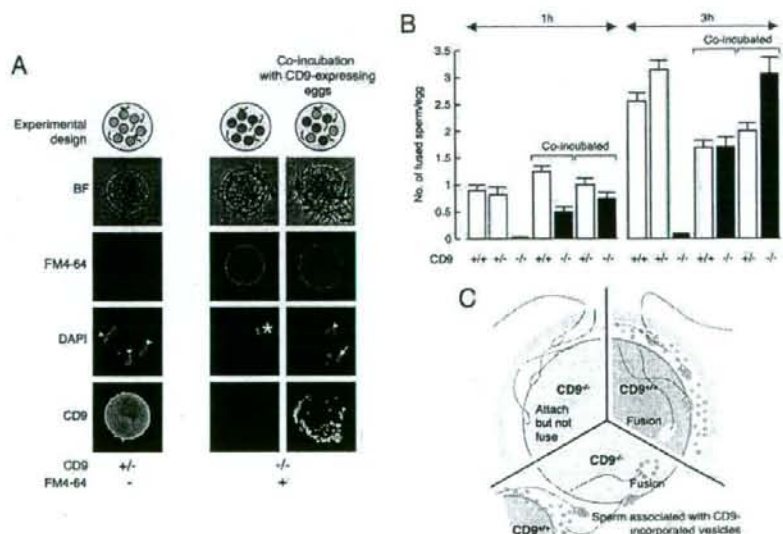 A
Co-incubation
with CD9-expressing
eggs
Experimental
design
BF
FM4-64
DAPI
*
CD9
CD9 +/- -/-
FM4-64 - +
B
1h 3h
Co-incubated
Co-incubated
No. of fused sperm/egg
3.5
3
2.5
2
1.5
1
0.5
0
CD9 +/+ +/- -/- +/+ -/- +/- -/- +/+ +/- -/- +/+ -/- +/- -/-
C
CD9-/-
Attach
but not
fuse
CD9+/+
Fusion
CD9-/-
Fusion
CD9+/+
Sperm associated with CD9-
incorporated vesicles